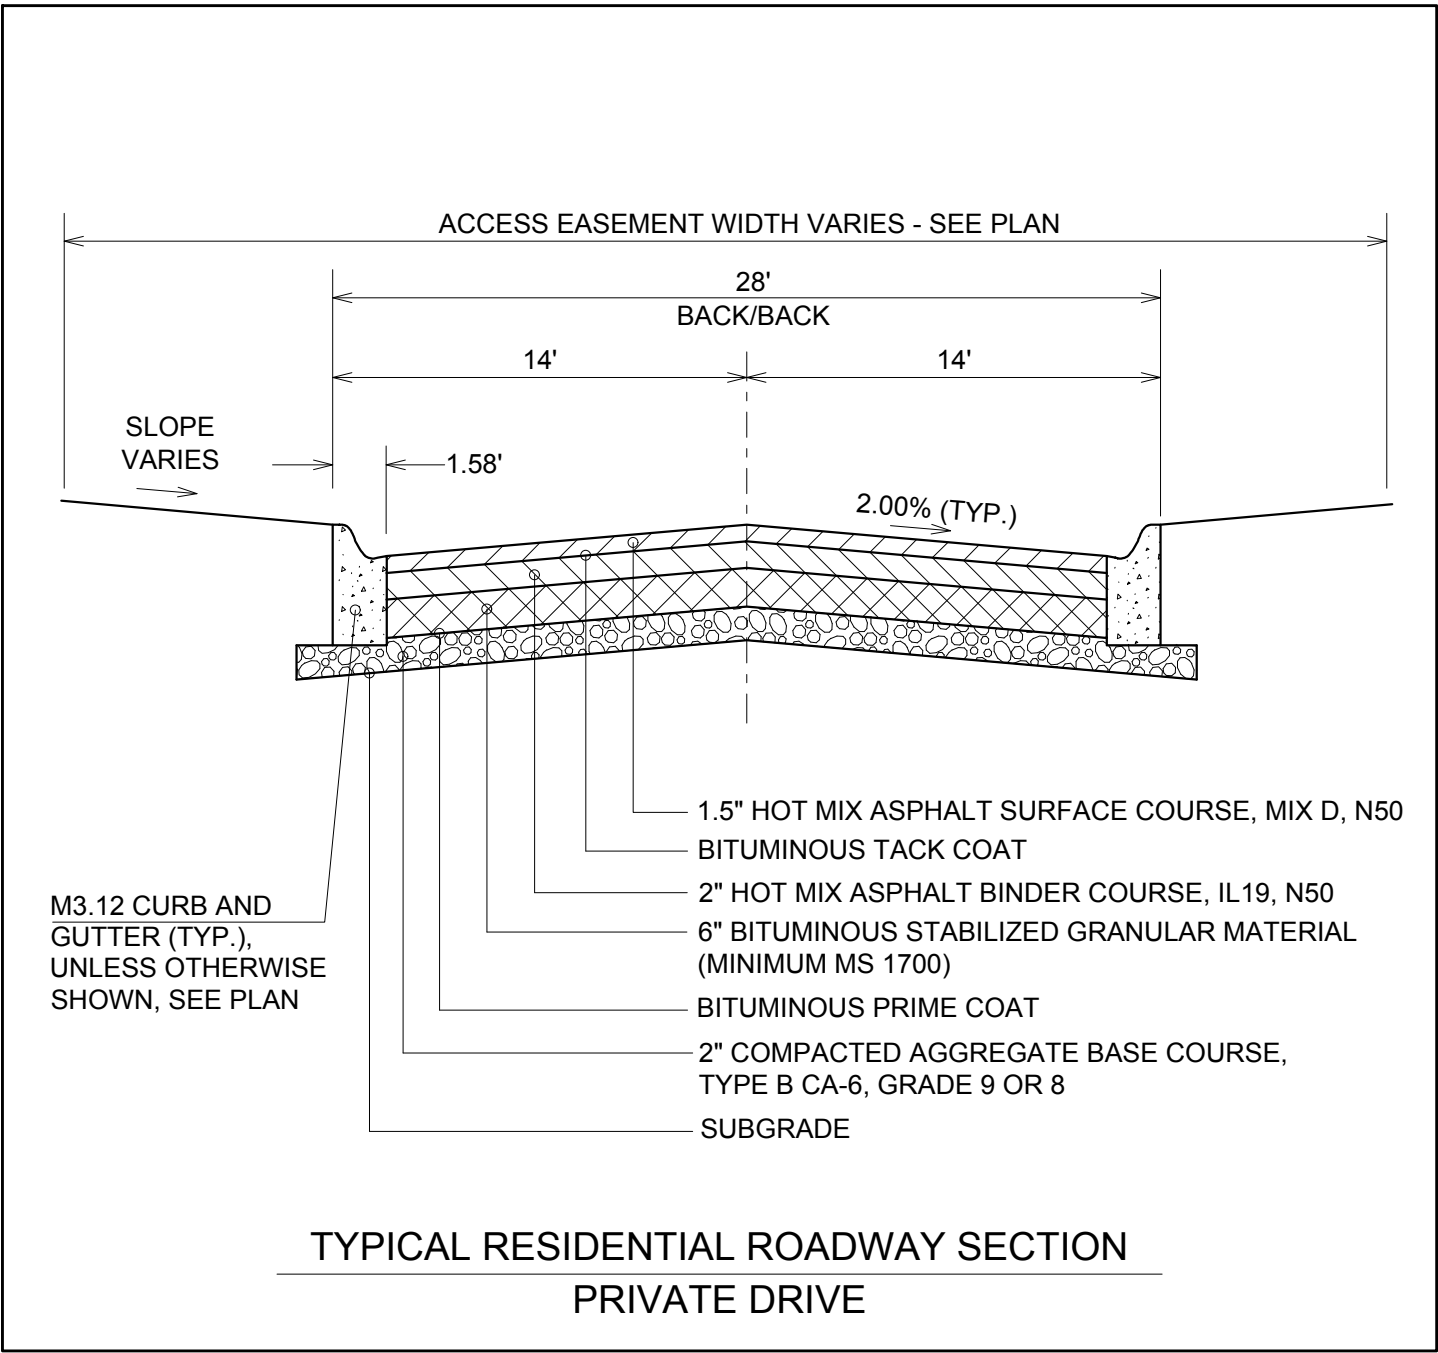 ACCESS EASEMENT WIDTH VARIES - SEE PLAN
28'
BACK/BACK
14'
14'
SLOPE
VARIES
1.58'
2.00% (TYP.)
1.5" HOT MIX ASPHALT SURFACE COURSE, MIX D, N50
BITUMINOUS TACK COAT
2" HOT MIX ASPHALT BINDER COURSE, IL19, N50
6" BITUMINOUS STABILIZED GRANULAR MATERIAL
(MINIMUM MS 1700)
BITUMINOUS PRIME COAT
2" COMPACTED AGGREGATE BASE COURSE,
TYPE B CA-6, GRADE 9 OR 8
SUBGRADE
M3.12 CURB AND
GUTTER (TYP.),
UNLESS OTHERWISE
SHOWN, SEE PLAN
TYPICAL RESIDENTIAL ROADWAY SECTION
PRIVATE DRIVE